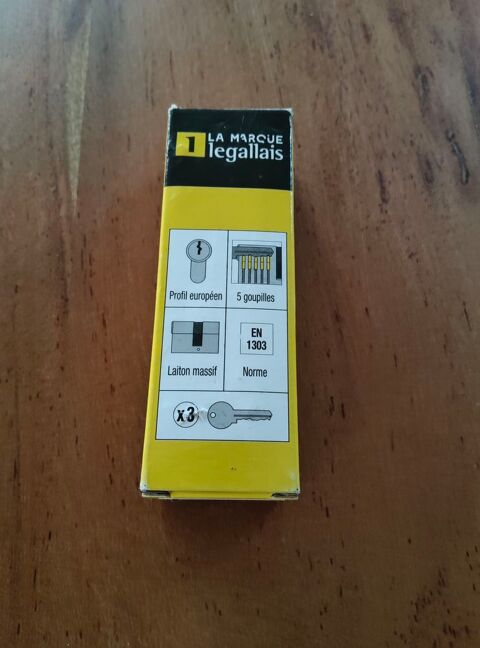 1 LA MARQUE
legallais
Profil européen
5 goupilles
Laiton massif
EN
1303
Norme
x3